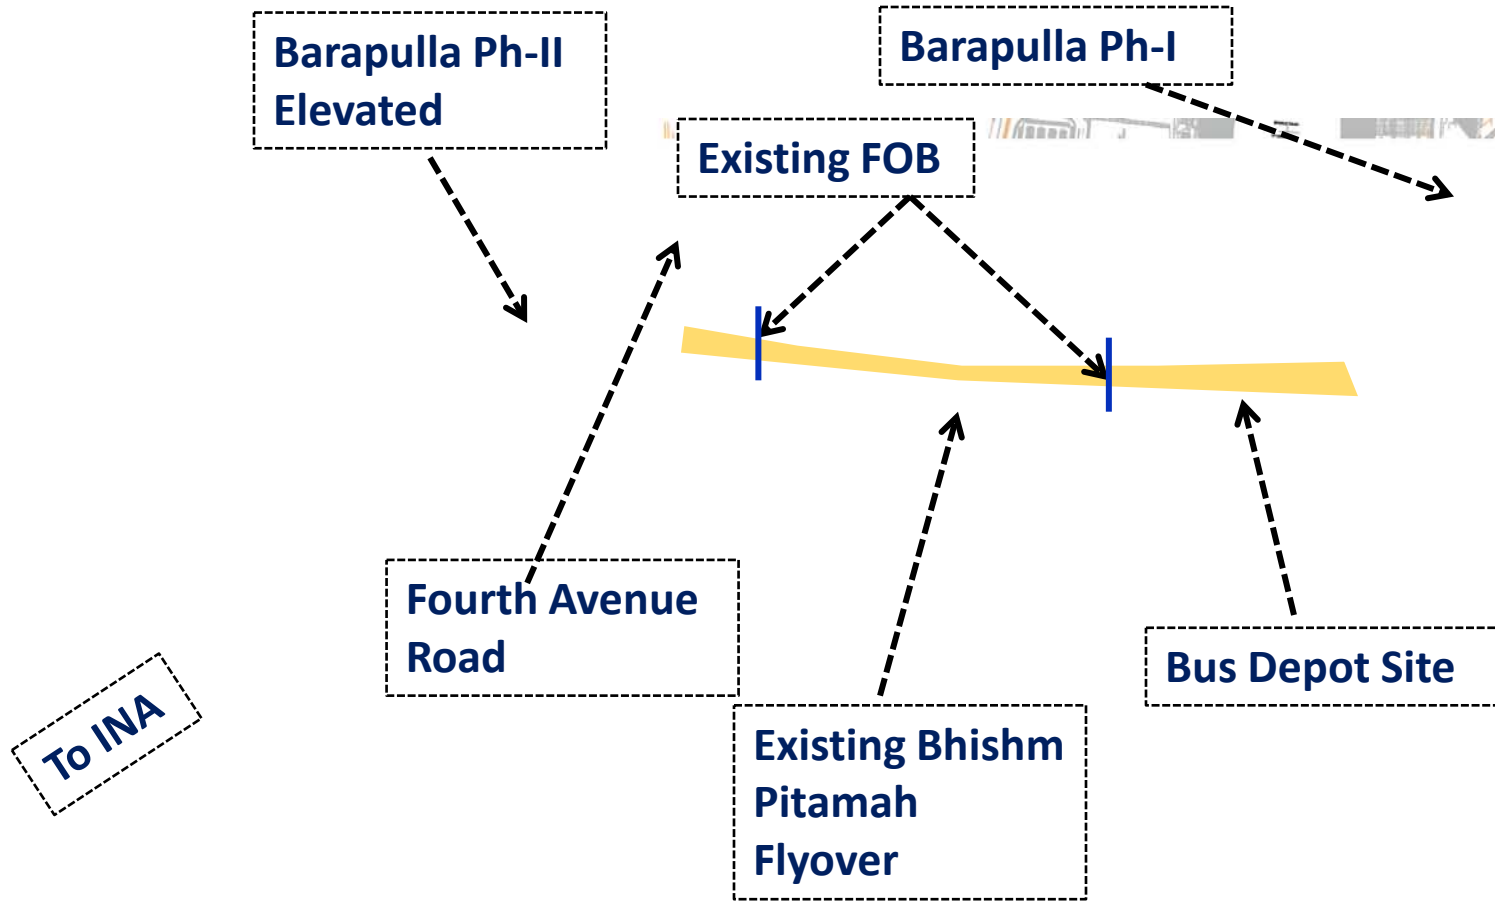 Barapulla Ph-II
Elevated
Barapulla Ph-I
Existing FOB
Fourth Avenue
Road
Bus Depot Site
To INA
Existing Bhishm
Pitamah
Flyover